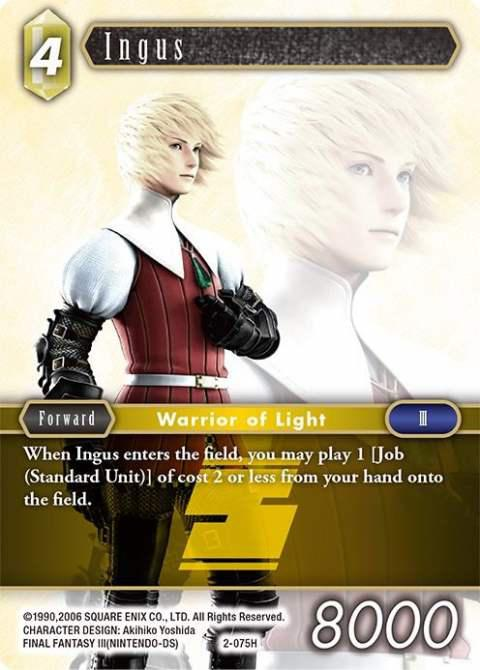 4
Ingus
Forward
Warrior of Light
III
When Ingus enters the field, you may play 1 [Job
(Standard Unit)] of cost 2 or less from your hand onto
the field.
©1990,2006 SQUARE ENIX CO., LTD. All Rights Reserved.
CHARACTER DESIGN: Akihiko Yoshida
FINAL FANTASY III(NINTENDO-DS)
2-075H
8000